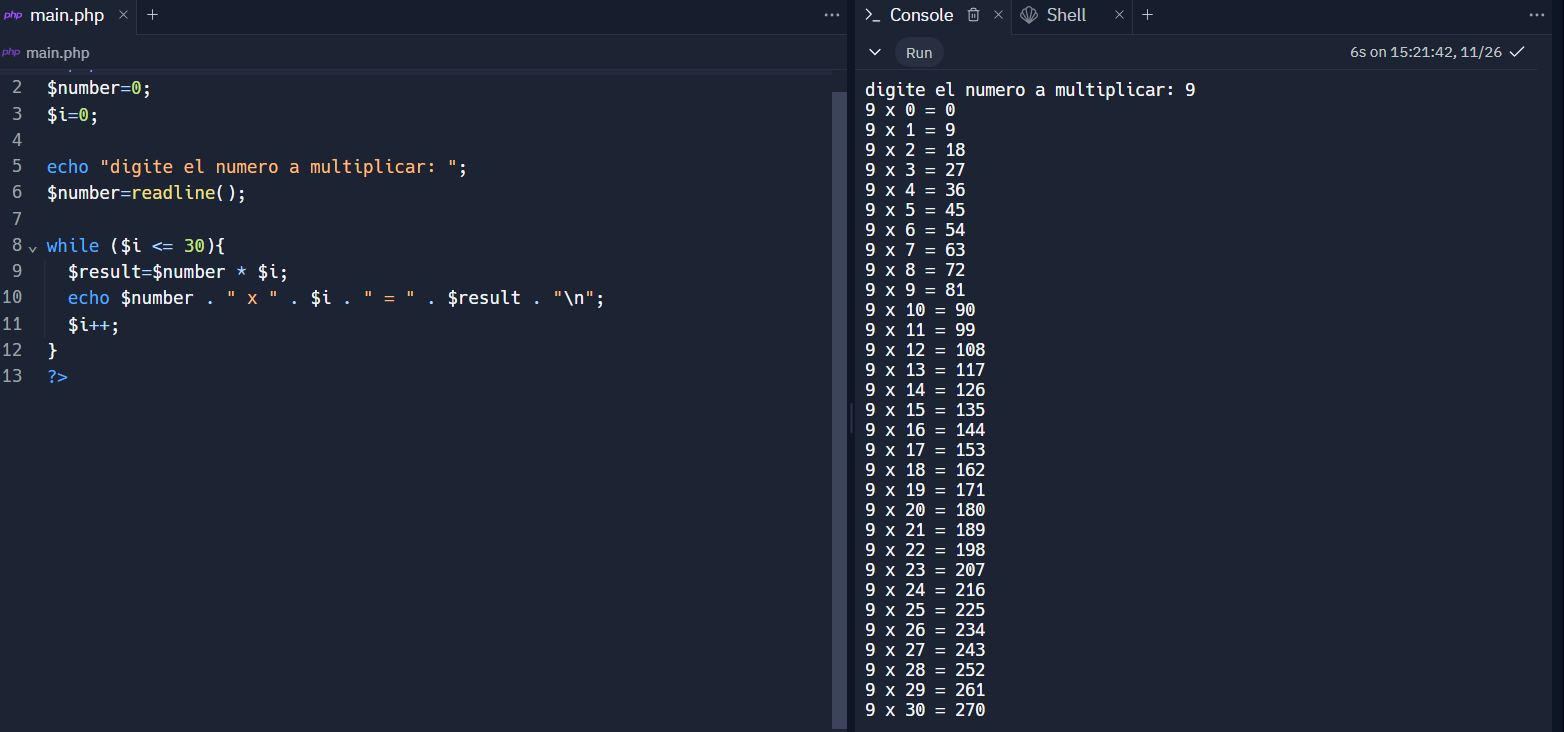 php main.php
php main.php
2 $number=0;
3 $i=0;
4
5 echo "digite el numero a multiplicar: ";
6 $number=readline();
7
8 while ($i <= 30){
9 $result=$number * $i;
10 echo $number . " x " . $i . " = " . $result . "\n";
11 $i++;
12 }
13 ?>
Console Shell
Run 6s on 15:21:42, 11/26
digite el numero a multiplicar: 9
9 x 0 = 0
9 x 1 = 9
9 x 2 = 18
9 x 3 = 27
9 x 4 = 36
9 x 5 = 45
9 x 6 = 54
9 x 7 = 63
9 x 8 = 72
9 x 9 = 81
9 x 10 = 90
9 x 11 = 99
9 x 12 = 108
9 x 13 = 117
9 x 14 = 126
9 x 15 = 135
9 x 16 = 144
9 x 17 = 153
9 x 18 = 162
9 x 19 = 171
9 x 20 = 180
9 x 21 = 189
9 x 22 = 198
9 x 23 = 207
9 x 24 = 216
9 x 25 = 225
9 x 26 = 234
9 x 27 = 243
9 x 28 = 252
9 x 29 = 261
9 x 30 = 270